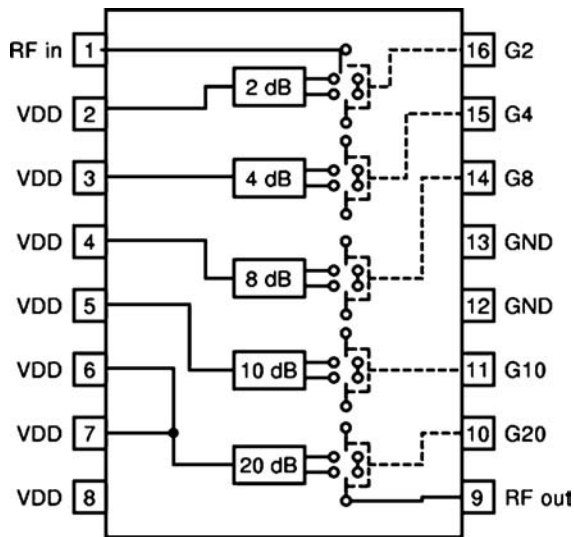 RF in 1 16 G2
2 dB
VDD 2 15 G4
VDD 3 4 dB 14 G8
VDD 4 13 GND
8 dB
VDD 5 12 GND
VDD 6 10 dB 11 G10
VDD 7 10 G20
20 dB
VDD 8 9 RF out